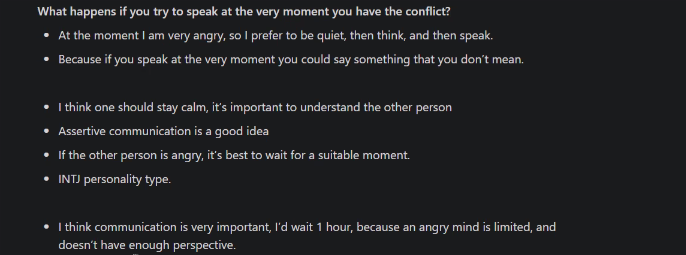 What happens if you try to speak at the very moment you have the conflict?
• At the moment I am very angry, so I prefer to be quiet, then think, and then speak.
• Because if you speak at the very moment you could say something that you don't mean.
• I think one should stay calm, it's important to understand the other person
• Assertive communication is a good idea
• If the other person is angry, it's best to wait for a suitable moment.
• INTJ personality type.
• I think communication is very important, I'd wait 1 hour, because an angry mind is limited, and
doesn't have enough perspective.